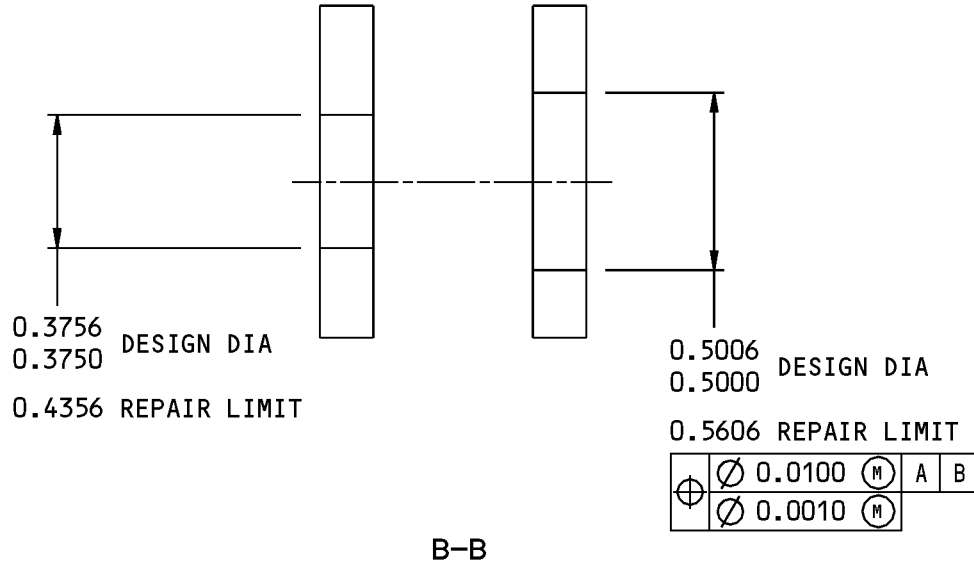 0.3756
0.3750 DESIGN DIA
0.4356 REPAIR LIMIT
0.5006
0.5000 DESIGN DIA
0.5606 REPAIR LIMIT
⌖ ⌀ 0.0100 Ⓜ A B
⌀ 0.0010 Ⓜ
B-B